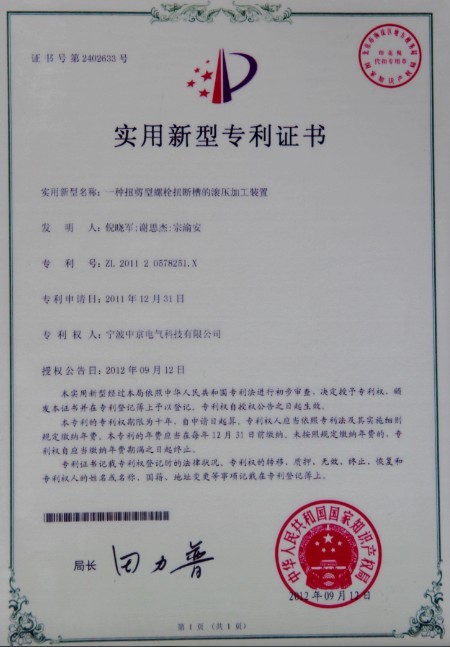 证书号第2402633号
实用新型专利证书
实用新型名称：一种扭剪型螺栓扭断槽的滚压加工装置
发明人：倪晓军;谢思杰;宗渝安
专利号：ZL 2011 2 0578251.X
专利申请日：2011年12月31日
专利权人：宁波中京电气科技有限公司
授权公告日：2012年09月12日
本实用新型经过本局依照中华人民共和国专利法进行初步审查，决定授予专利权，颁
发本证书并在专利登记簿上予以登记。专利权自授权公告之日起生效。
本专利的专利权期限为十年，自申请日起算。专利权人应当依照专利法及其实施细则
规定缴纳年费。本专利的年费应当在每年12月31日前缴纳。未按照规定缴纳年费的，专利
权自应当缴纳年费期满之日起终止。
专利证书记载专利权登记时的法律状况。专利权的转移、质押、无效、终止、恢复和
专利权人的姓名或名称、国籍、地址变更等事项记载在专利登记簿上。
局长 田力普
中华人民共和国国家知识产权局
2012年09月12日
第1页（共1页）